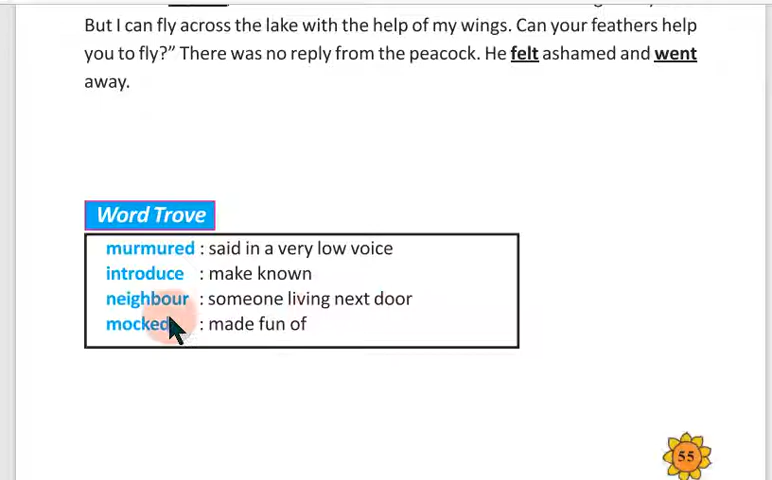 But I can fly across the lake with the help of my wings. Can your feathers help
you to fly?” There was no reply from the peacock. He felt ashamed and went
away.
Word Trove
murmured : said in a very low voice
introduce : make known
neighbour : someone living next door
mocked : made fun of
55